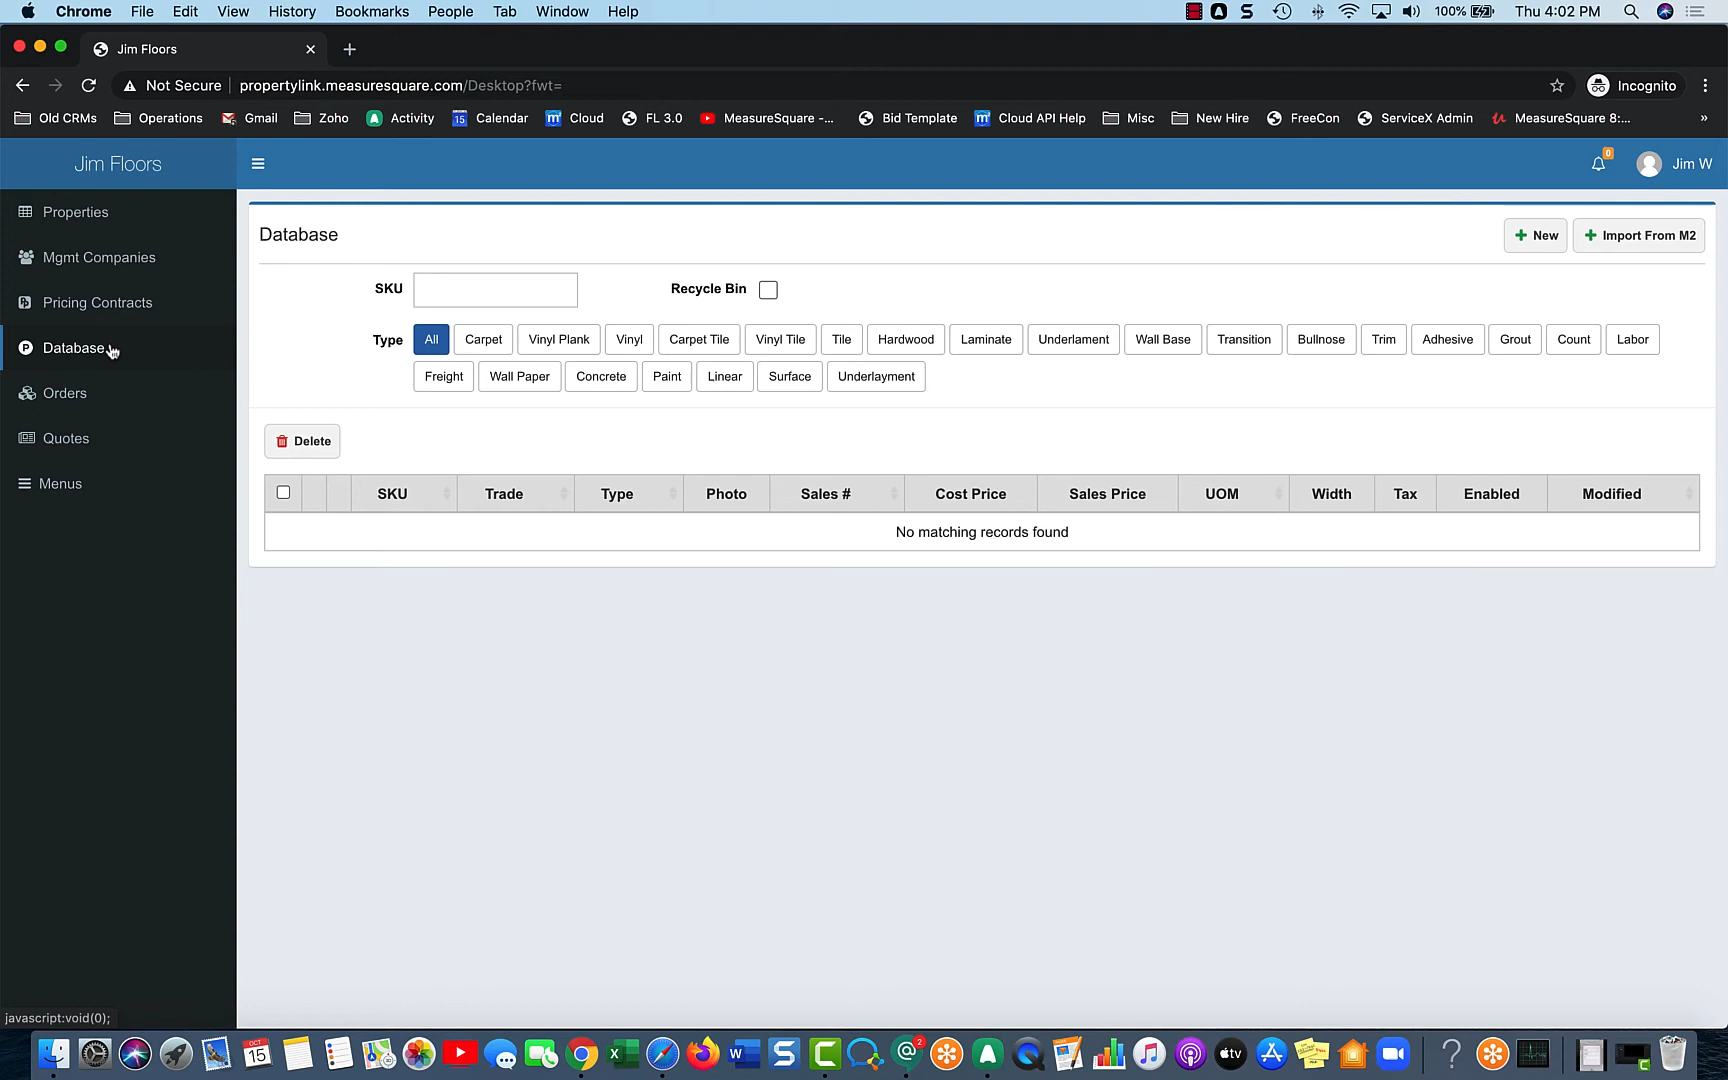 Chrome File Edit View History Bookmarks People Tab Window Help 100% Thu 4:02 PM
Jim Floors
Not Secure propertylink.measuresquare.com/Desktop?fwt= Incognito
Old CRMs Operations Gmail Zoho Activity 15 Calendar Cloud FL 3.0 MeasureSquare -... Bid Template Cloud API Help Misc New Hire FreeCon ServiceX Admin MeasureSquare 8:... »
Jim Floors 0 Jim W
Properties
Mgmt Companies
Pricing Contracts
Database
Orders
Quotes
Menus
Database New Import From M2
SKU Recycle Bin
Type All Carpet Vinyl Plank Vinyl Carpet Tile Vinyl Tile Tile Hardwood Laminate Underlament Wall Base Transition Bullnose Trim Adhesive Grout Count Labor
Freight Wall Paper Concrete Paint Linear Surface Underlayment
Delete
SKU Trade Type Photo Sales # Cost Price Sales Price UOM Width Tax Enabled Modified
No matching records found
javascript:void(0);
OCT 15 2 tv